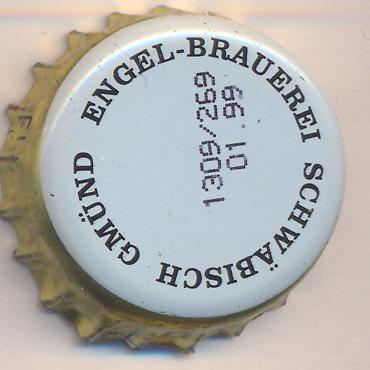 ENGEL-BRAUEREI SCHWÄBISCH GMÜND
1309/269
01.99